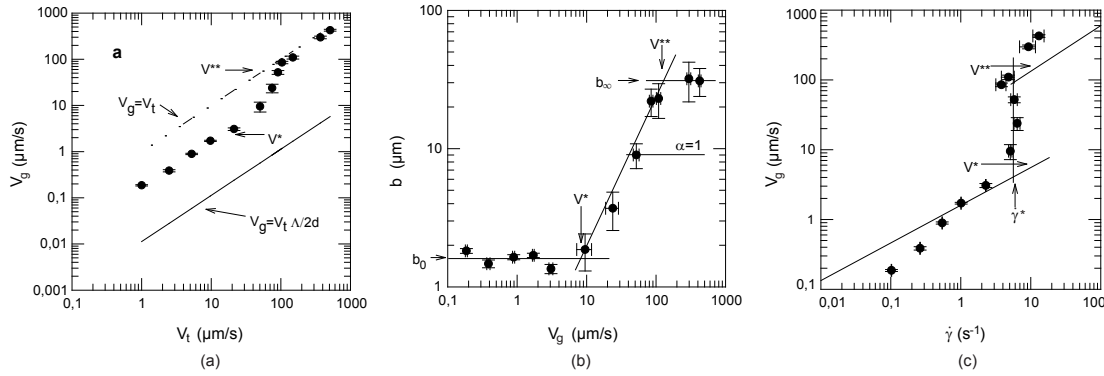 a
1000
100
10
1
0,1
0,01
0,001
V_g (µm/s)
V**
V_g=V_t
V*
V_g=V_t Λ/2d
0,1 1 10 100 1000
V_t (µm/s)
(a)
100
10
1
b (µm)
V**
b_∞
α=1
V*
b_0
0,1 1 10 100 1000
V_g (µm/s)
(b)
1000
100
10
1
0,1
V_g (µm/s)
V**
V*
γ*
0,01 0,1 1 10 100
γ̇ (s⁻¹)
(c)